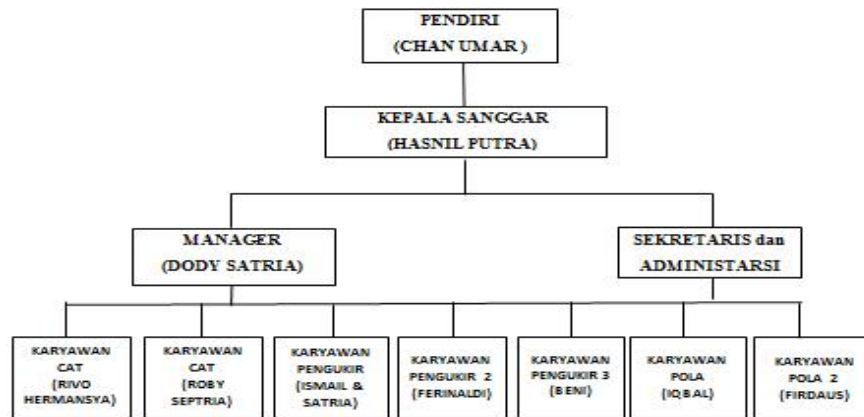 PENDIRI
(CHAN UMAR )
KEPALA SANGGAR
(HASNIL PUTRA)
MANAGER
(DODY SATRIA)
SEKRETARIS dan
ADMINISTARSI
KARYAWAN
CAT
(RIVO
HERMANSYA)
KARYAWAN
CAT
(ROBY
SEPTRIA)
KARYAWAN
PENGUKIR
(ISMAIL &
SATRIA)
KARYAWAN
PENGUKIR 2
(FERINALDI)
KARYAWAN
PENGUKIR 3
(BENI)
KARYAWAN
POLA
(IQBAL)
KARYAWAN
POLA 2
(FIRDAUS)